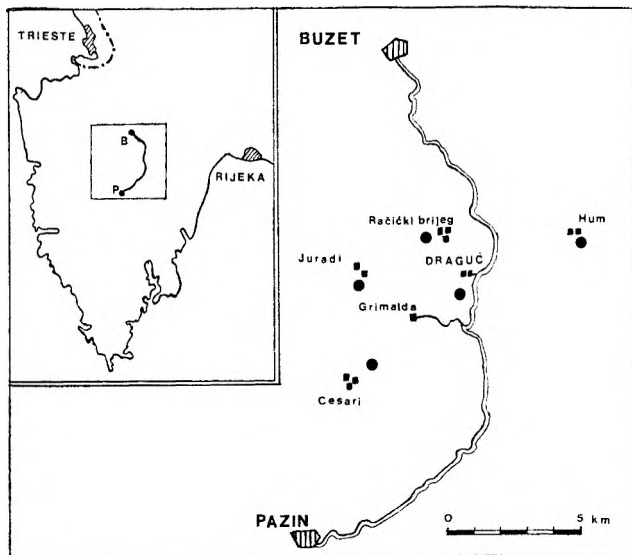 TRIESTE
B
P
RIJEKA
BUZET
Račićki brijeg
Hum
Juradi
DRAGUĆ
Grimalda
Cesari
PAZIN
0 5
km